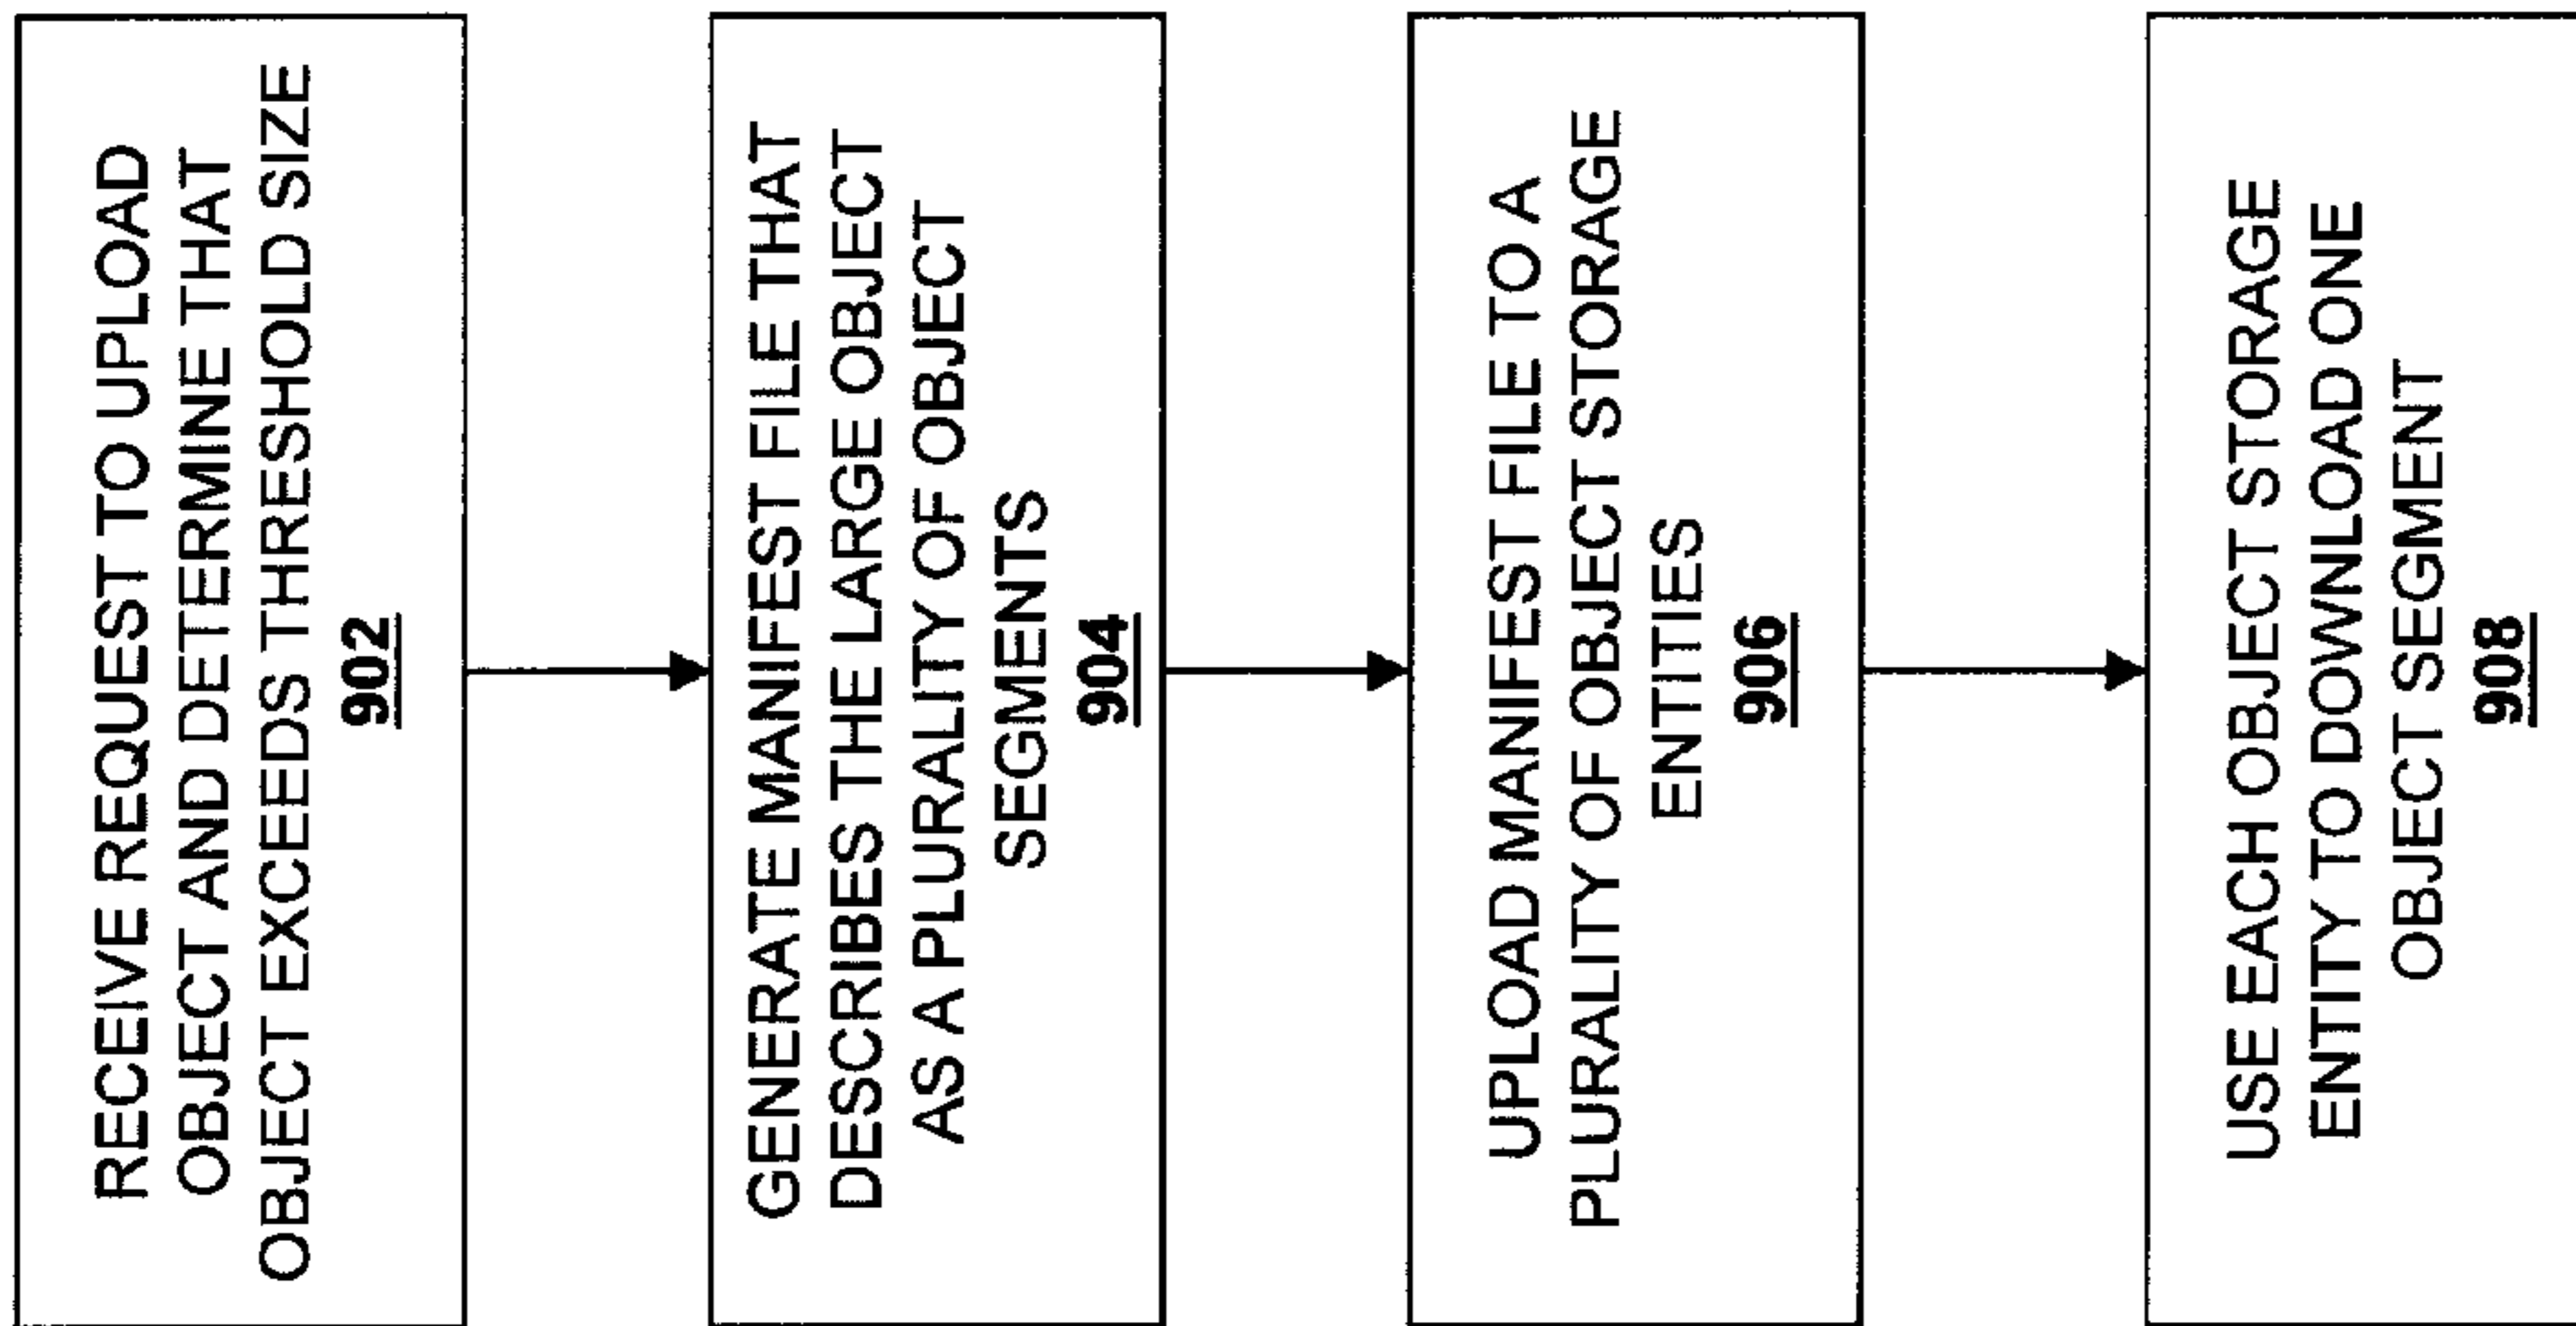 RECEIVE REQUEST TO UPLOAD
OBJECT AND DETERMINE THAT
OBJECT EXCEEDS THRESHOLD SIZE
902
GENERATE MANIFEST FILE THAT
DESCRIBES THE LARGE OBJECT
AS A PLURALITY OF OBJECT
SEGMENTS
904
UPLOAD MANIFEST FILE TO A
PLURALITY OF OBJECT STORAGE
ENTITIES
906
USE EACH OBJECT STORAGE
ENTITY TO DOWNLOAD ONE
OBJECT SEGMENT
908